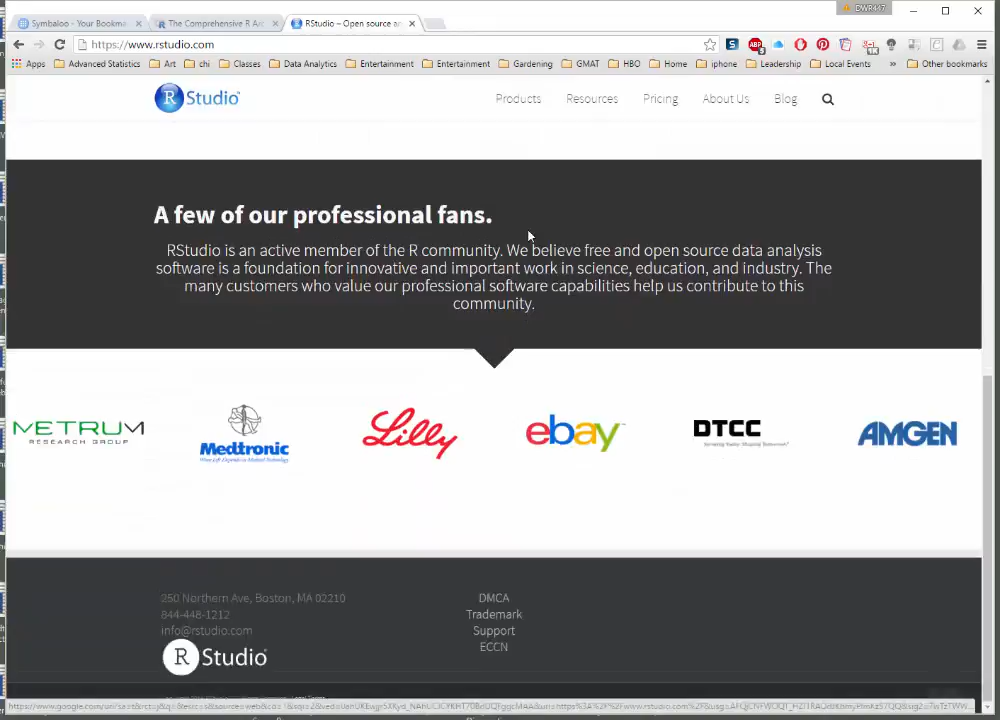 DWR447
Symbaloo - Your Bookma
The Comprehensive R Arc
RStudio – Open source an
https://www.rstudio.com
Apps Advanced Statistics Art chi Classes Data Analytics Entertainment Entertainment Gardening GMAT HBO Home iphone Leadership Local Events » Other bookmarks
R Studio
Products Resources Pricing About Us Blog
A few of our professional fans.
RStudio is an active member of the R community. We believe free and open source data analysis
software is a foundation for innovative and important work in science, education, and industry. The
many customers who value our professional software capabilities help us contribute to this
community.
METRUM
RESEARCH GROUP
Medtronic
Lilly
ebay
DTCC
AMGEN
250 Northern Ave, Boston, MA 02210
844-448-1212
info@rstudio.com
R Studio
DMCA
Trademark
Support
ECCN